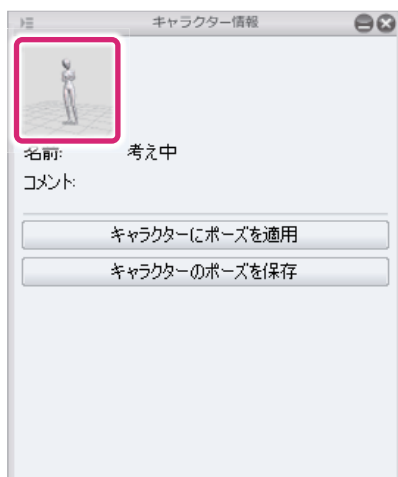 キャラクター情報
名前: 考え中
コメント:
キャラクターにポーズを適用
キャラクターのポーズを保存